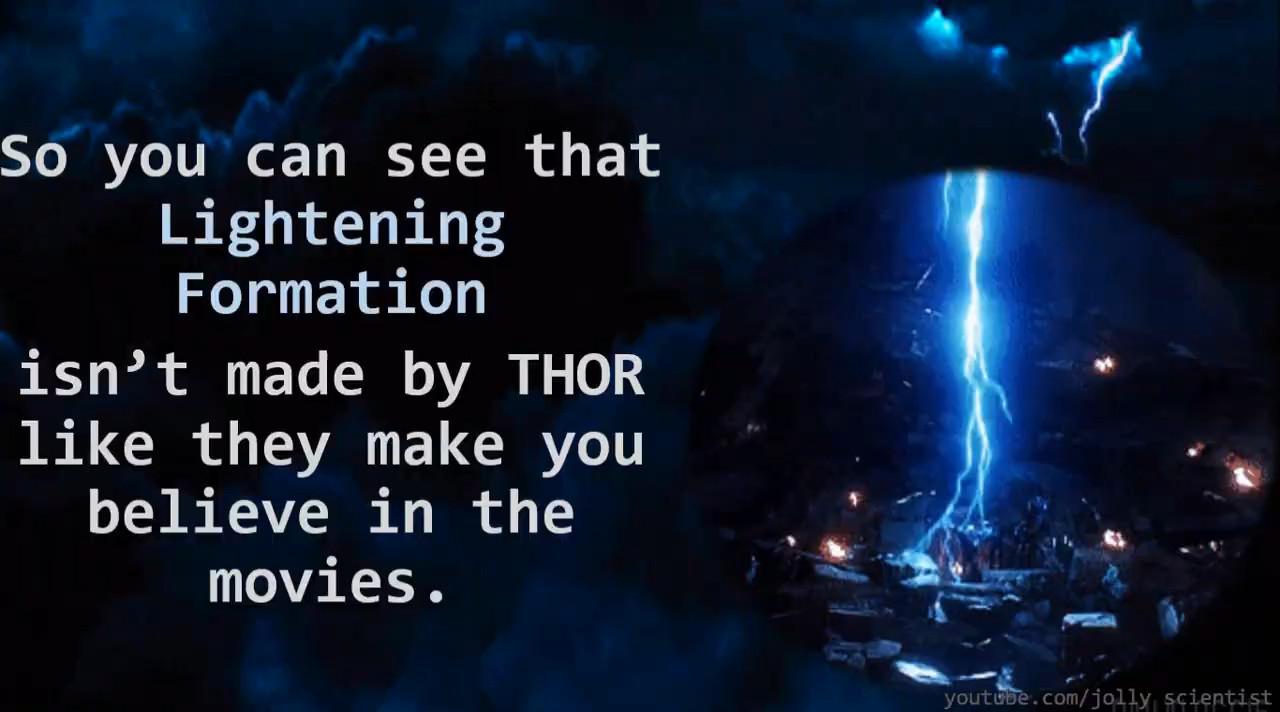 So you can see that
Lightening
Formation
isn’t made by THOR
like they make you
believe in the
movies.
youtube.com/jolly scientist